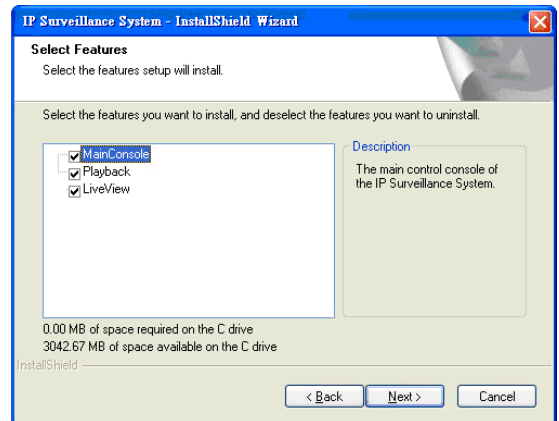 IP Surveillance System - InstallShield Wizard
Select Features
Select the features setup will install.
Select the features you want to install, and deselect the features you want to uninstall.
MainConsole
Playback
LiveView
Description
The main control console of
the IP Surveillance System.
0.00 MB of space required on the C drive
3042.67 MB of space available on the C drive
InstallShield
< Back
Next >
Cancel